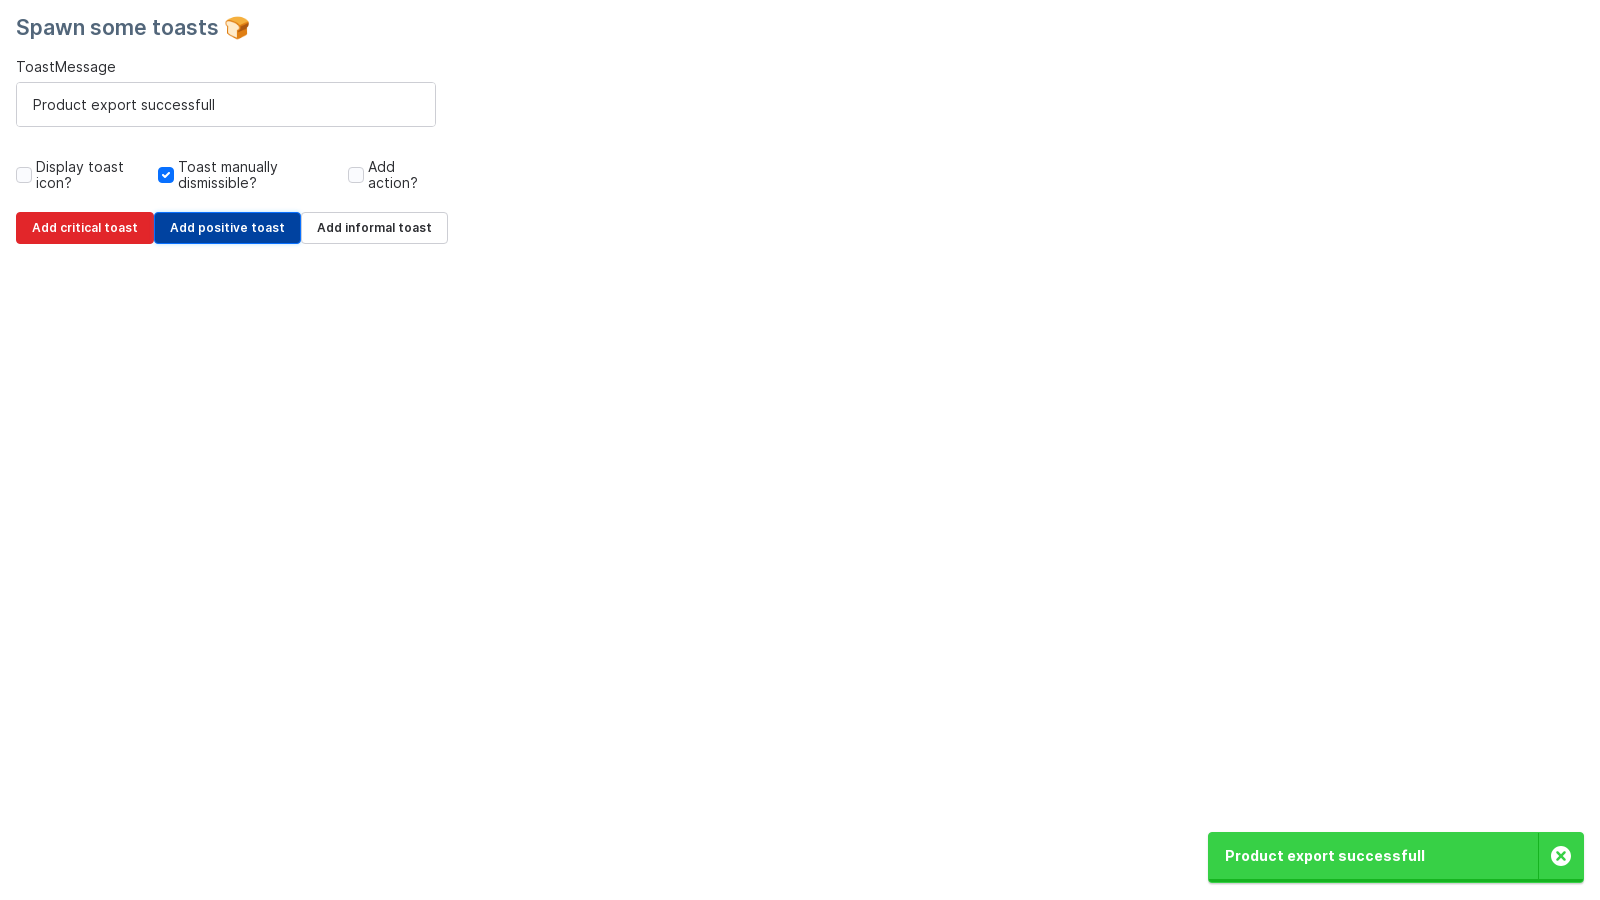 Spawn some toasts 🍞
ToastMessage
Product export successfull
Display toast
icon?
Toast manually
dismissible?
Add
action?
Add critical toast
Add positive toast
Add informal toast
Product export successfull